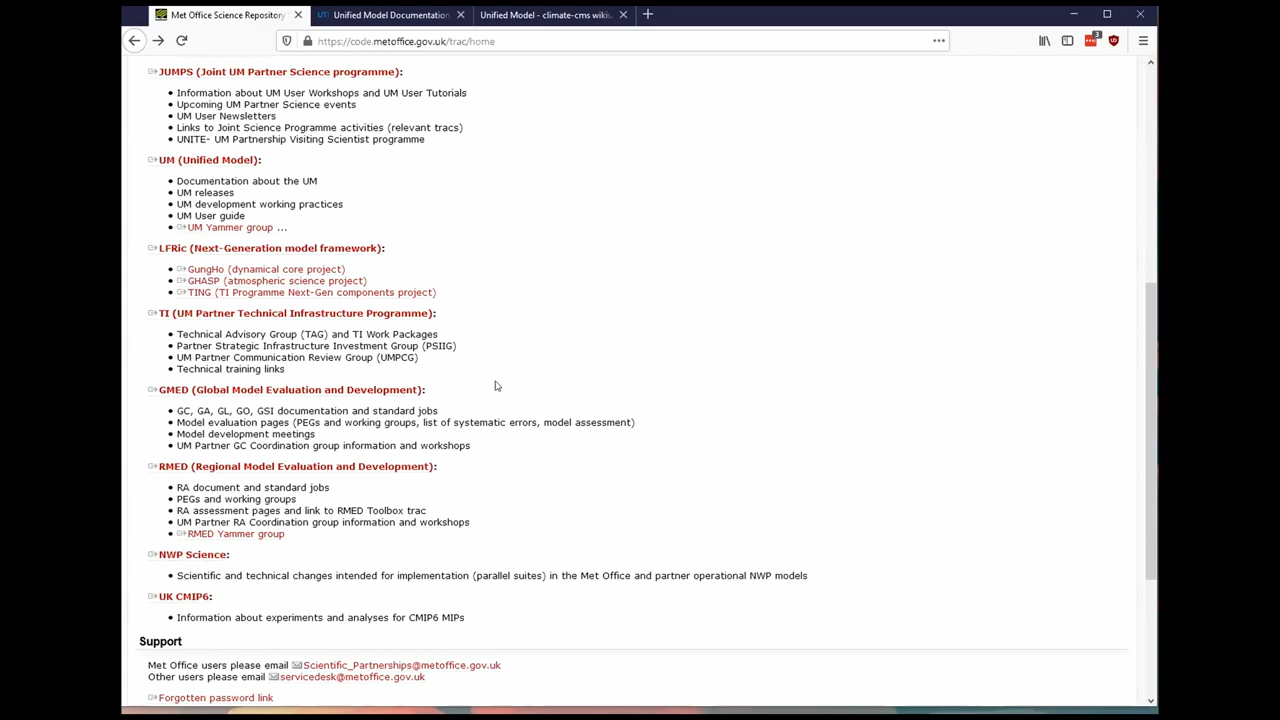 Met Office Science Repository
Unified Model Documentation
Unified Model - climate-cms wikis
https://code.metoffice.gov.uk/trac/home
3
JUMPS (Joint UM Partner Science programme):
Information about UM User Workshops and UM User Tutorials
Upcoming UM Partner Science events
UM User Newsletters
Links to Joint Science Programme activities (relevant tracs)
UNITE- UM Partnership Visiting Scientist programme
UM (Unified Model):
Documentation about the UM
UM releases
UM development working practices
UM User guide
UM Yammer group ...
LFRic (Next-Generation model framework):
GungHo (dynamical core project)
GHASP (atmospheric science project)
TING (TI Programme Next-Gen components project)
TI (UM Partner Technical Infrastructure Programme):
Technical Advisory Group (TAG) and TI Work Packages
Partner Strategic Infrastructure Investment Group (PSIIG)
UM Partner Communication Review Group (UMPCG)
Technical training links
GMED (Global Model Evaluation and Development):
GC, GA, GL, GO, GSI documentation and standard jobs
Model evaluation pages (PEGs and working groups, list of systematic errors, model assessment)
Model development meetings
UM Partner GC Coordination group information and workshops
RMED (Regional Model Evaluation and Development):
RA document and standard jobs
PEGs and working groups
RA assessment pages and link to RMED Toolbox trac
UM Partner RA Coordination group information and workshops
RMED Yammer group
NWP Science:
Scientific and technical changes intended for implementation (parallel suites) in the Met Office and partner operational NWP models
UK CMIP6:
Information about experiments and analyses for CMIP6 MIPs
Support
Met Office users please email Scientific_Partnerships@metoffice.gov.uk
Other users please email servicedesk@metoffice.gov.uk
Forgotten password link